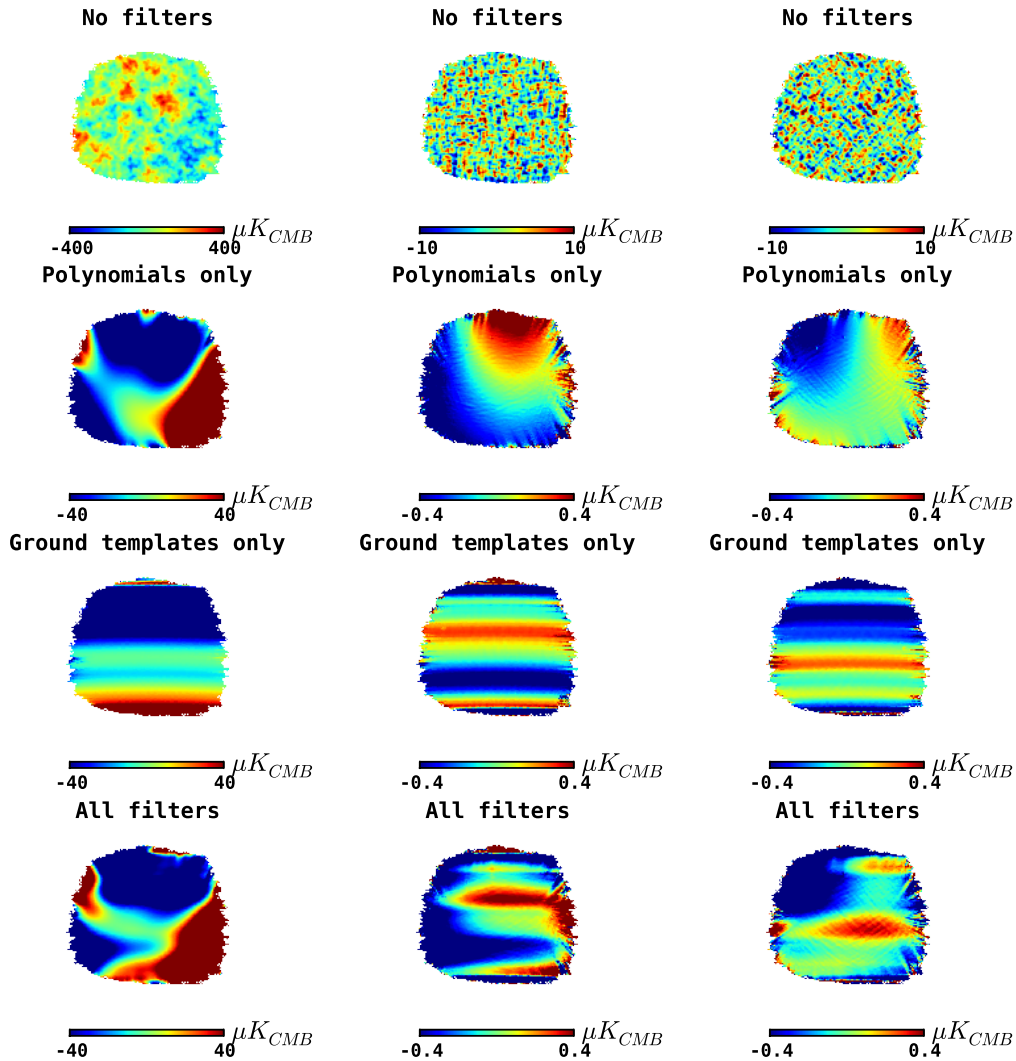 No filters No filters No filters
-400 400 μK_CMB -10 10 μK_CMB -10 10 μK_CMB
Polynomials only Polynomials only Polynomials only
-40 40 μK_CMB -0.4 0.4 μK_CMB -0.4 0.4 μK_CMB
Ground templates only Ground templates only Ground templates only
-40 40 μK_CMB -0.4 0.4 μK_CMB -0.4 0.4 μK_CMB
All filters All filters All filters
-40 40 μK_CMB -0.4 0.4 μK_CMB -0.4 0.4 μK_CMB